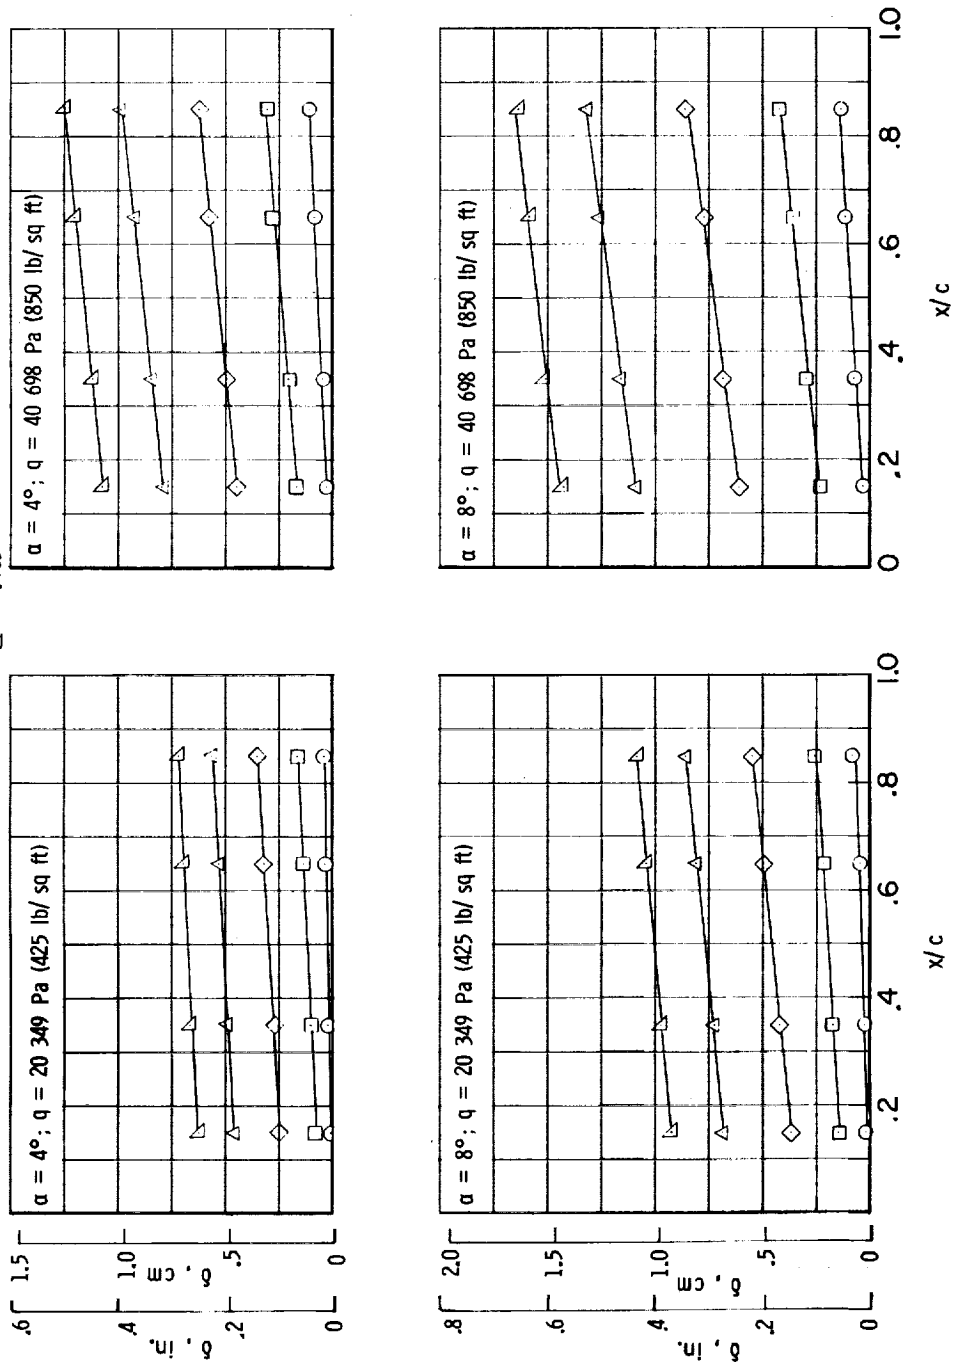 α = 4°; q = 20 349 Pa (425 lb/sq ft)
α = 4°; q = 40 698 Pa (850 lb/sq ft)
δ, in.
.6
.4
.2
0
δ, cm
1.5
1.0
.5
0
α = 8°; q = 20 349 Pa (425 lb/sq ft)
α = 8°; q = 40 698 Pa (850 lb/sq ft)
δ, in.
.8
.6
.4
.2
0
δ, cm
2.0
1.5
1.0
.5
0
.2 .4 .6 .8 1.0
x/c
0 .2 .4 .6 .8 1.0
x/c